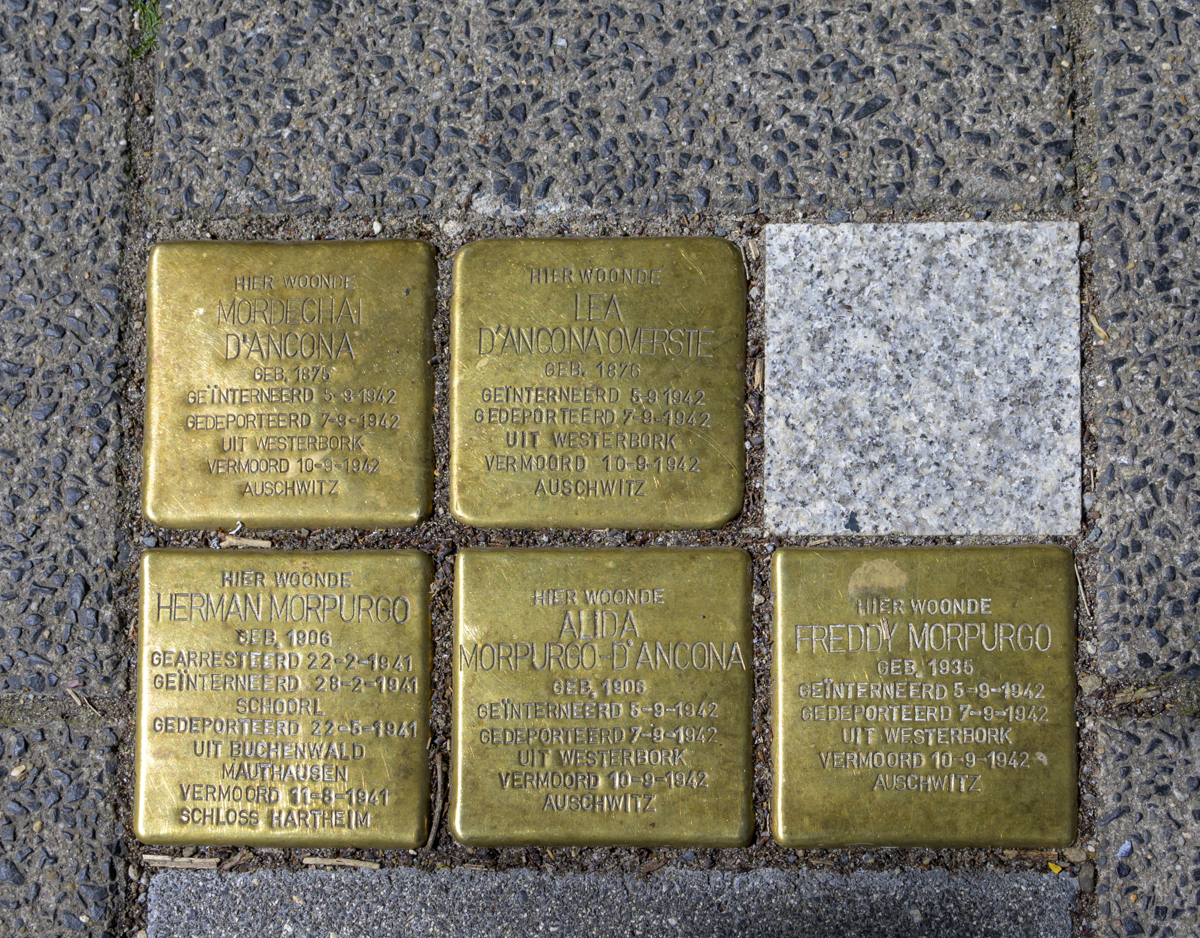 HIER WOONDE
MORDECHAI
D'ANCONA
GEB. 1875
GEÏNTERNEERD 5-9-1942
GEDEPORTEERD 7-9-1942
UIT WESTERBORK
VERMOORD 10-9-1942
AUSCHWITZ
HIER WOONDE
LEA
D'ANCONA OVERSTE
GEB. 1876
GEÏNTERNEERD 5-9-1942
GEDEPORTEERD 7-9-1942
UIT WESTERBORK
VERMOORD 10-9-1942
AUSCHWITZ
HIER WOONDE
HERMAN MORPURGO
GEB. 1906
GEARRESTEERD 22-2-1941
GEÏNTERNEERD 28-2-1941
SCHOORL
GEDEPORTEERD 22-5-1941
UIT BUCHENWALD
MAUTHAUSEN
VERMOORD 11-8-1941
SCHLOSS HARTHEIM
HIER WOONDE
ALIDA
MORPURGO-D'ANCONA
GEB. 1906
GEÏNTERNEERD 5-9-1942
GEDEPORTEERD 7-9-1942
UIT WESTERBORK
VERMOORD 10-9-1942
AUSCHWITZ
HIER WOONDE
FREDDY MORPURGO
GEB. 1935
GEÏNTERNEERD 5-9-1942
GEDEPORTEERD 7-9-1942
UIT WESTERBORK
VERMOORD 10-9-1942
AUSCHWITZ